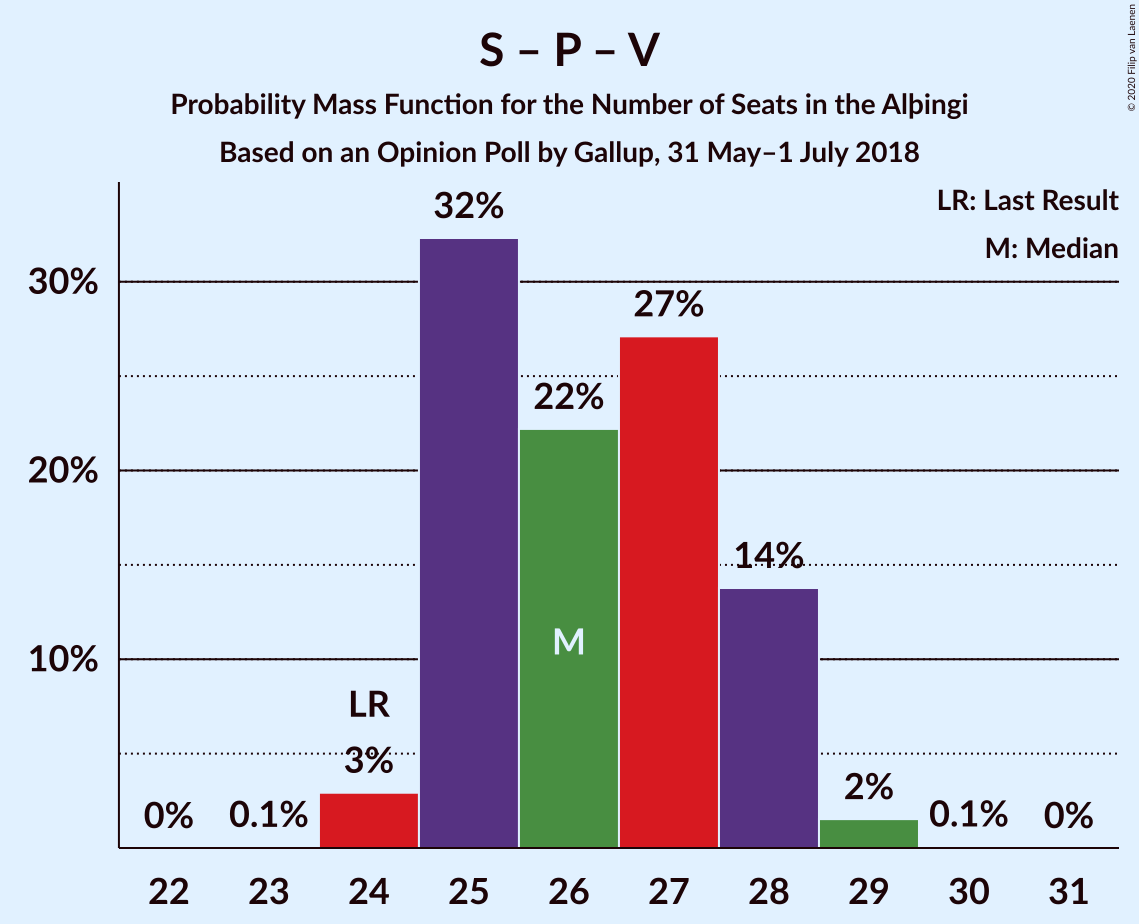 S – P – V
Probability Mass Function for the Number of Seats in the Alþingi
Based on an Opinion Poll by Gallup, 31 May–1 July 2018
© 2020 Filip van Laenen
LR: Last Result
M: Median
30%
20%
10%
0%
0.1%
LR
3%
32%
22%
M
27%
14%
2%
0.1%
0%
22 23 24 25 26 27 28 29 30 31